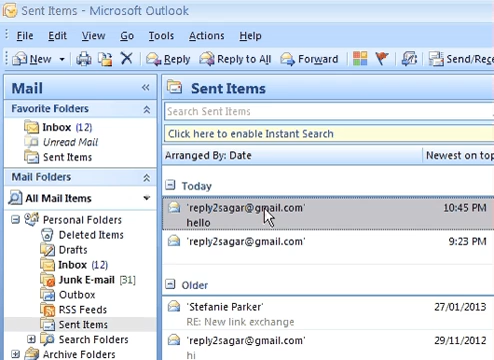 Sent Items - Microsoft Outlook
File Edit View Go Tools Actions Help
New Reply Reply to All Forward Send/Rece
Mail «
Favorite Folders
Inbox (12)
Unread Mail
Sent Items
Mail Folders
All Mail Items
Personal Folders
Deleted Items
Drafts
Inbox (12)
Junk E-mail [31]
Outbox
RSS Feeds
Sent Items
Search Folders
Archive Folders
Sent Items
Search Sent Items
Click here to enable Instant Search
Arranged By: Date Newest on top
Today
'reply2sagar@gmail.com' 10:45 PM
hello
'reply2sagar@gmail.com' 9:23 PM
Older
'Stefanie Parker' 27/01/2013
RE: New link exchange
'reply2sagar@gmail.com' 29/11/2012
hi